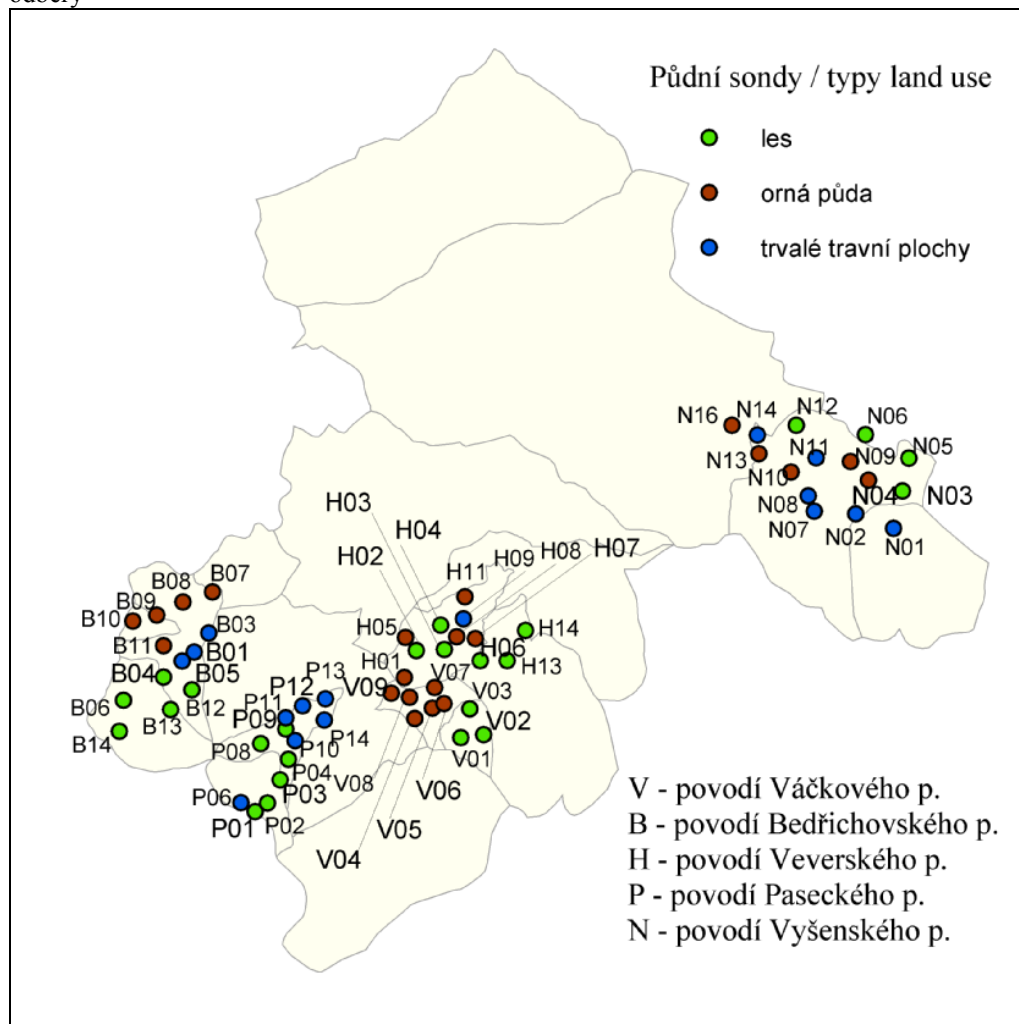 Půdní sondy / typy land use
les
orná půda
trvalé travní plochy
N16 N14 N12 N06
N13 N11 N09 N05
N10
N08 N04 N03
N07 N02 N01
H03
H04
H02 H09 H08 H07
H11
H05 H14
H06
H01 V07 H13
V09 V03
V02
V01
V08 V06
V05
V04
B08 B07
B09
B10 B03
B11 B01
B04 B05
B06 B12
B13
B14
P13
P12
P11
P09
P08 P10 P14
P04
P06 P03
P01 P02
V - povodí Váčkového p.
B - povodí Bedřichovského p.
H - povodí Veverského p.
P - povodí Paseckého p.
N - povodí Vyšenského p.